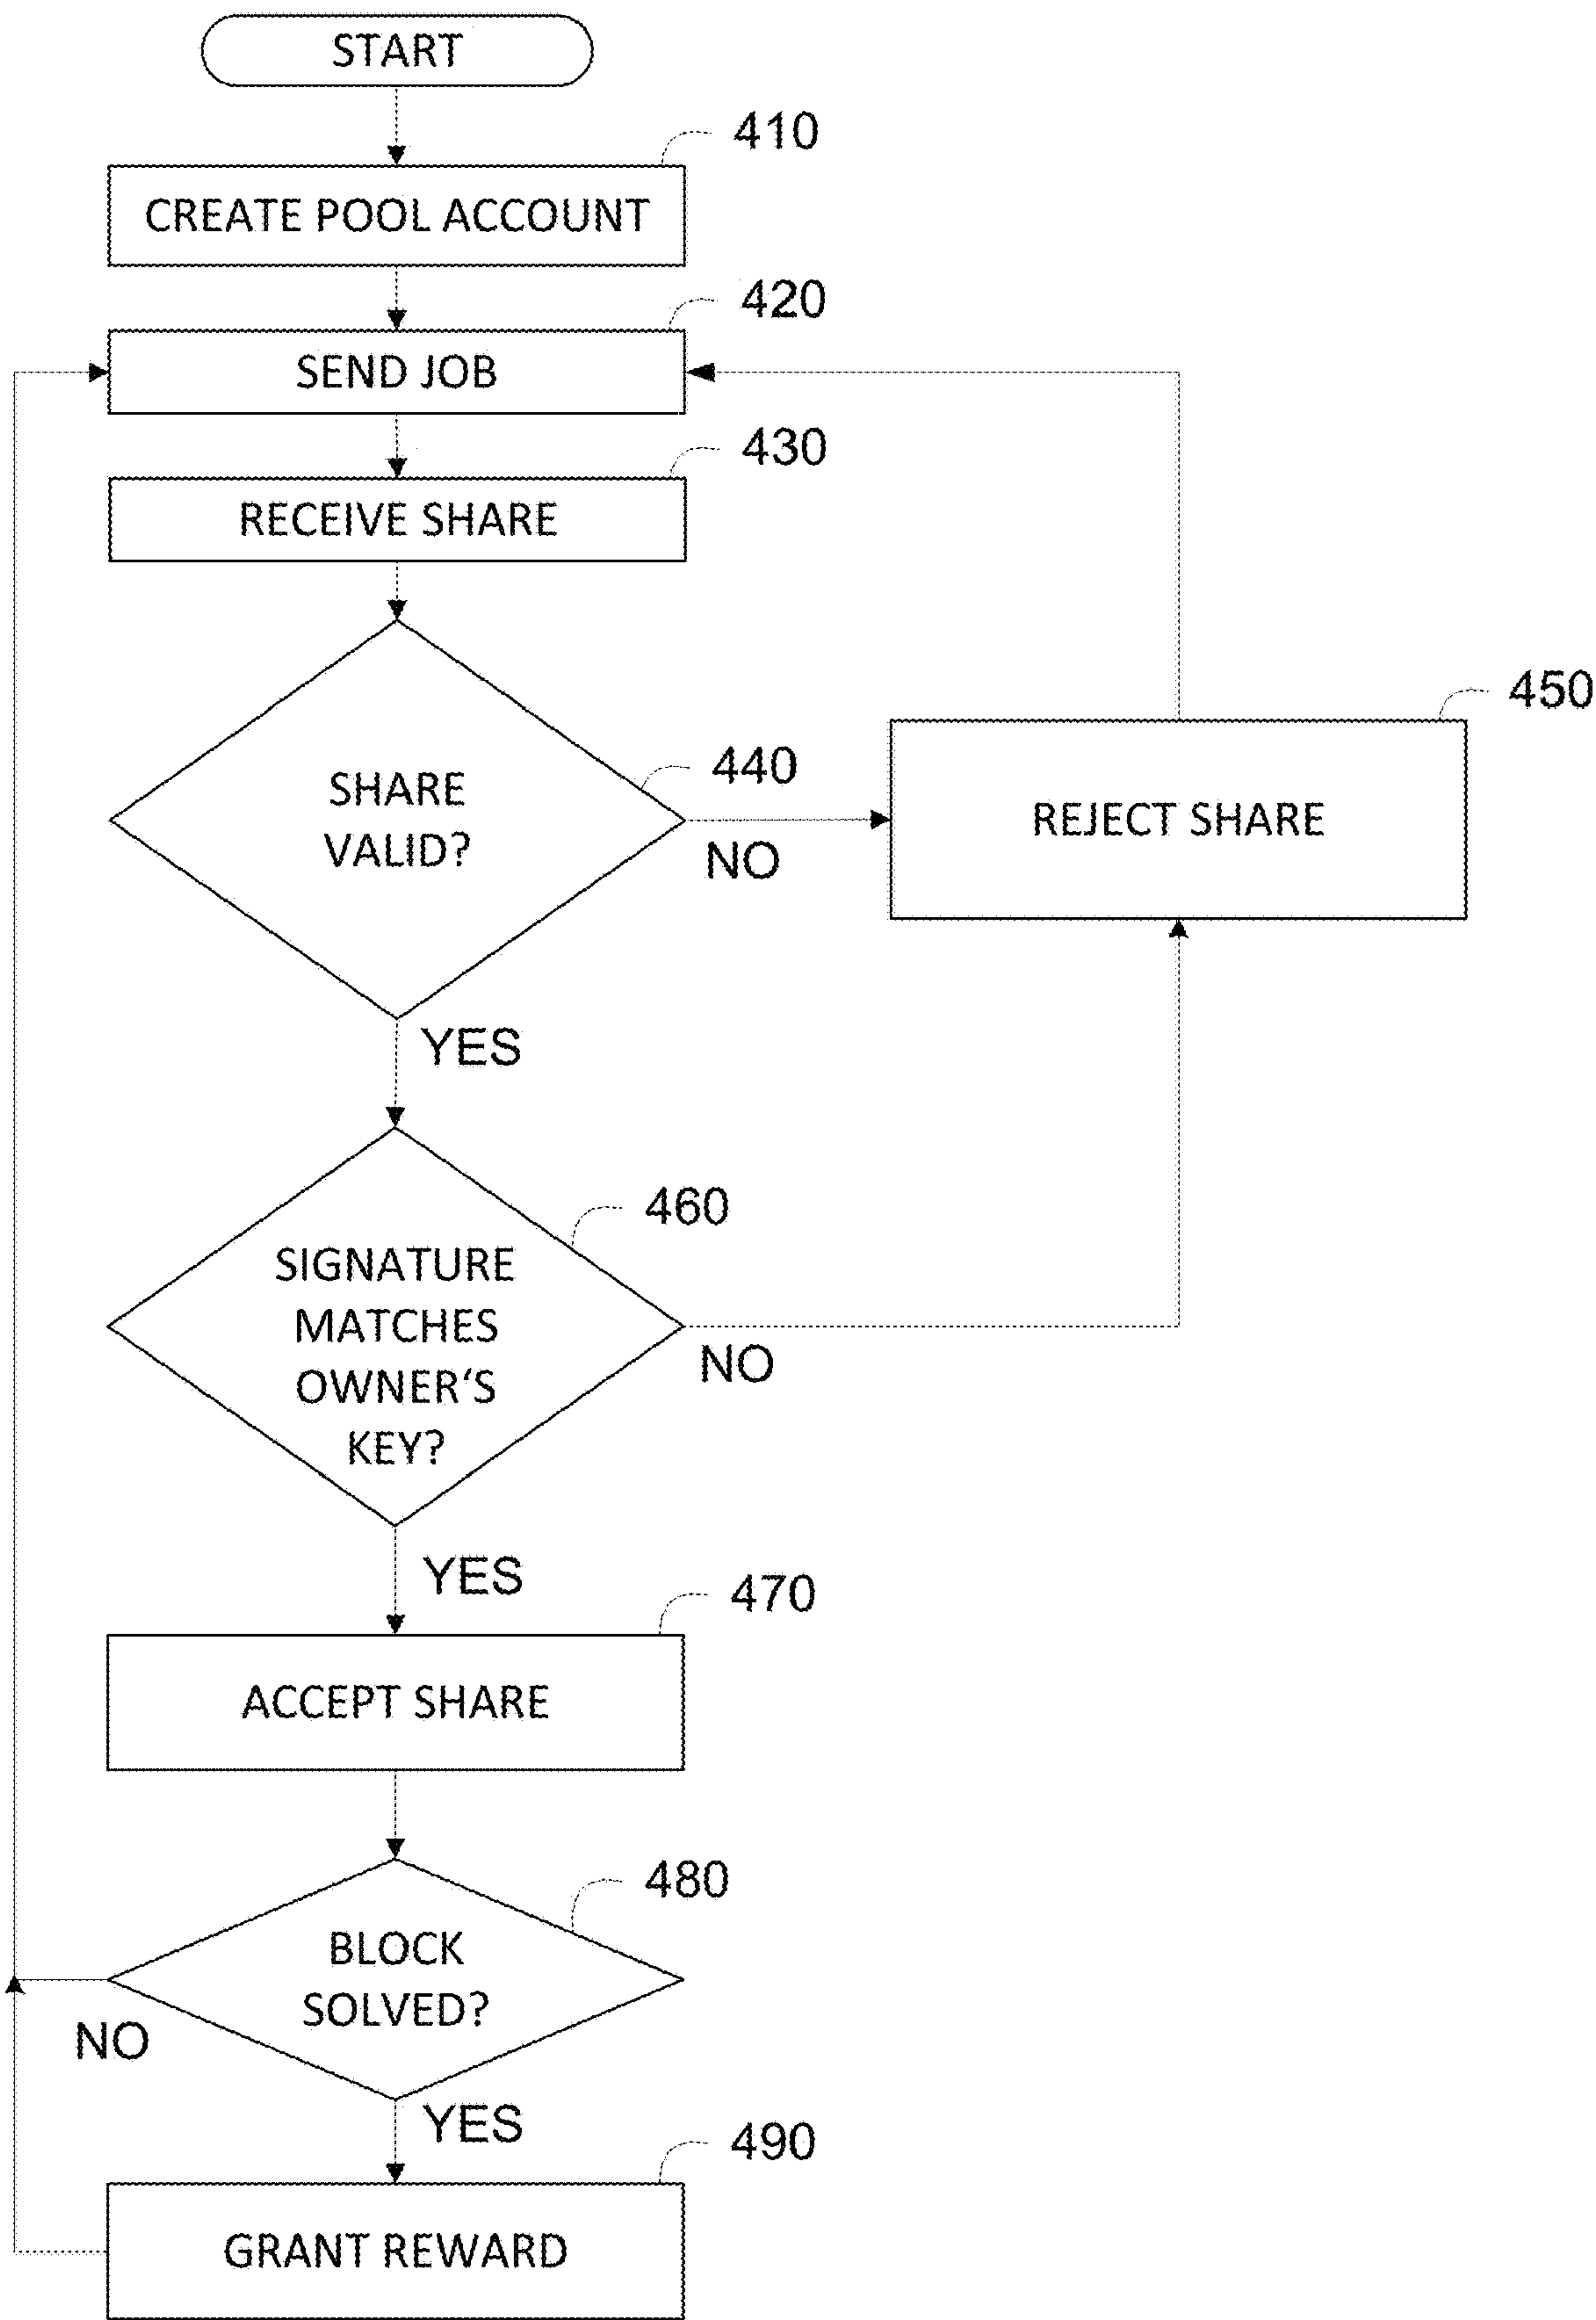 START
410
CREATE POOL ACCOUNT
420
SEND JOB
430
RECEIVE SHARE
450
440
SHARE
VALID?
NO
REJECT SHARE
YES
460
SIGNATURE
MATCHES
OWNER‘S
KEY?
NO
YES
470
ACCEPT SHARE
480
BLOCK
SOLVED?
NO
YES
490
GRANT REWARD